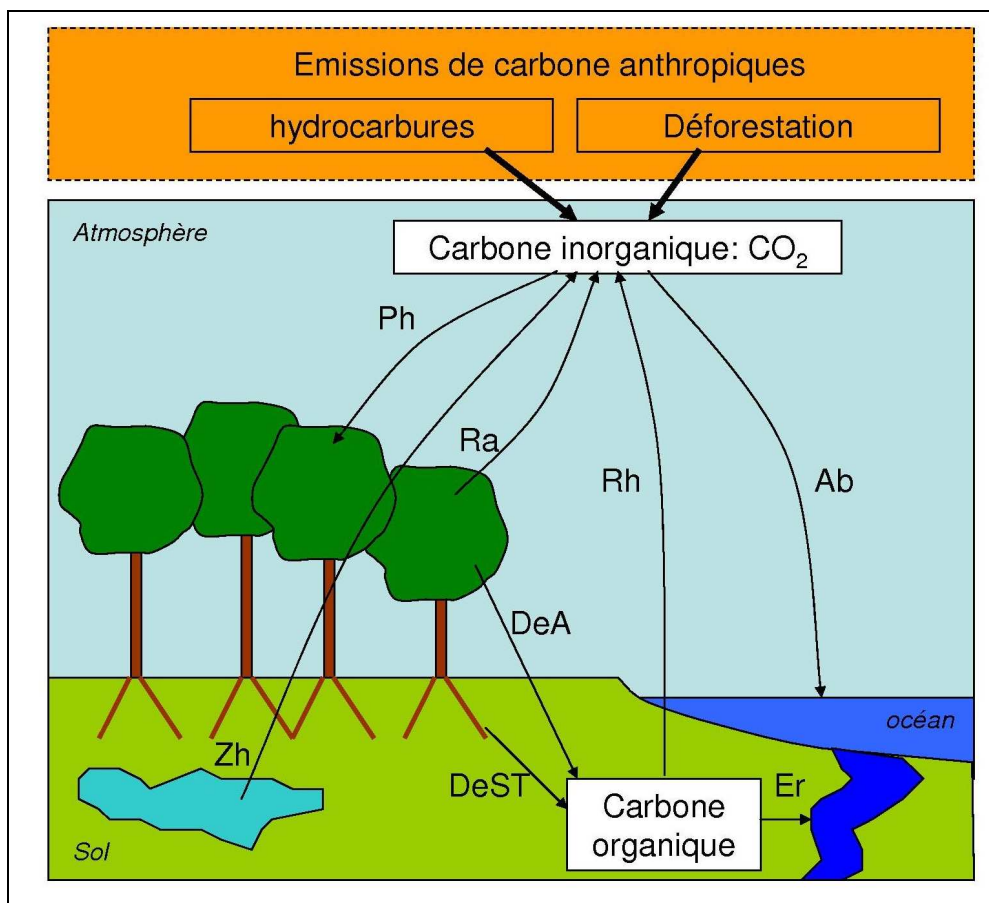 Emissions de carbone anthropiques
hydrocarbures
Déforestation
Atmosphère
Carbone inorganique: CO₂
Ph
Ra
Rh
Ab
DeA
océan
Zh
DeST
Er
Carbone
organique
Sol